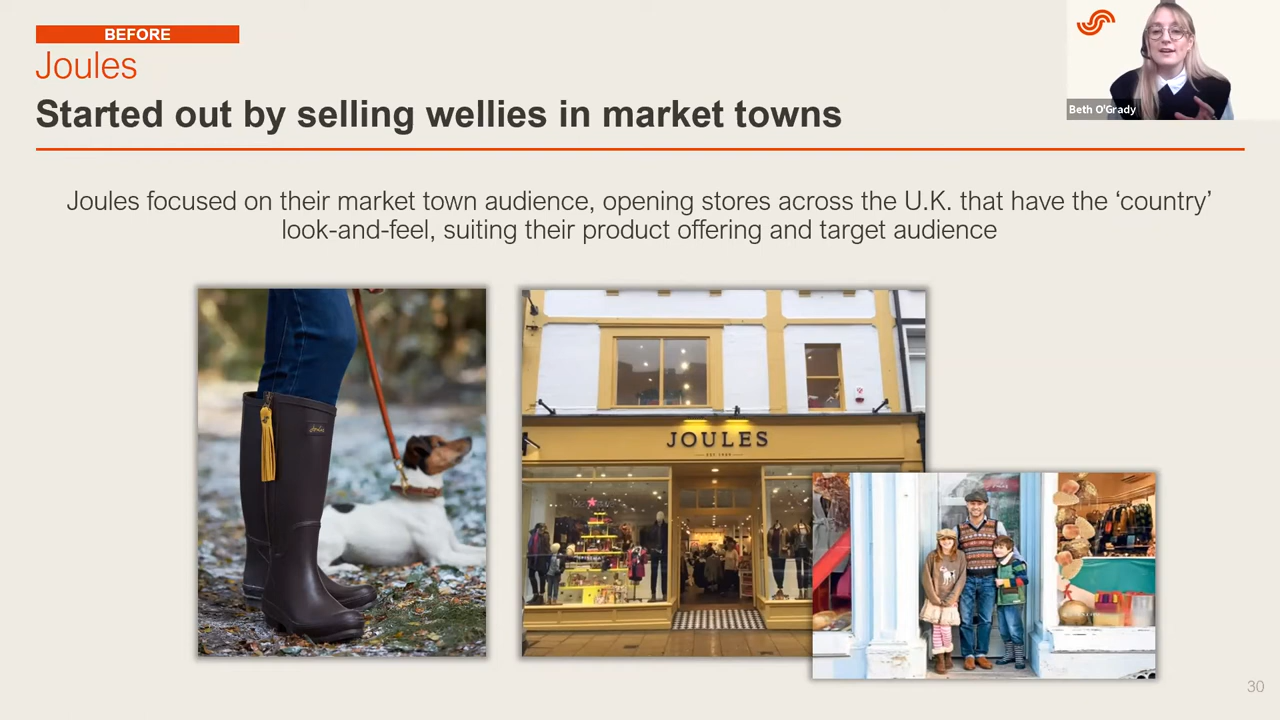 BEFORE
Joules
Started out by selling wellies in market towns
Beth O'Grady
Joules focused on their market town audience, opening stores across the U.K. that have the ‘country’
look-and-feel, suiting their product offering and target audience
Joules
JOULES
30